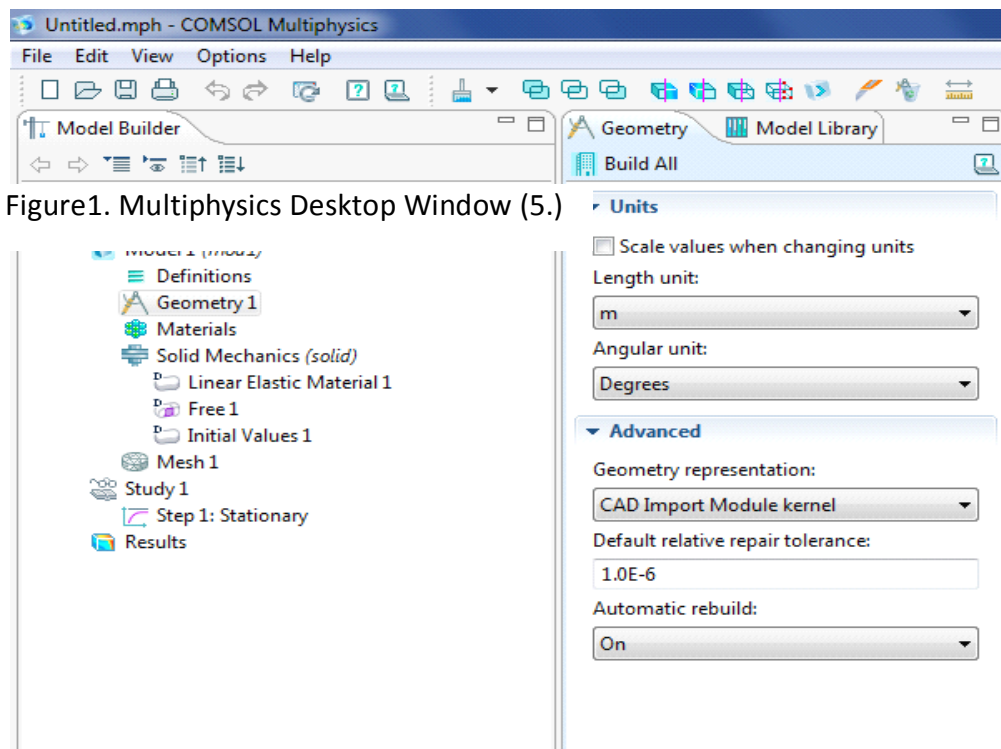 Untitled.mph - COMSOL Multiphysics
File Edit View Options Help
Model Builder
Geometry Model Library
Build All
Figure1. Multiphysics Desktop Window (5.)
Units
Scale values when changing units
Length unit:
m
Angular unit:
Degrees
Advanced
Geometry representation:
CAD Import Module kernel
Default relative repair tolerance:
1.0E-6
Automatic rebuild:
On
Model 1 (mod1)
Definitions
Geometry 1
Materials
Solid Mechanics (solid)
Linear Elastic Material 1
Free 1
Initial Values 1
Mesh 1
Study 1
Step 1: Stationary
Results